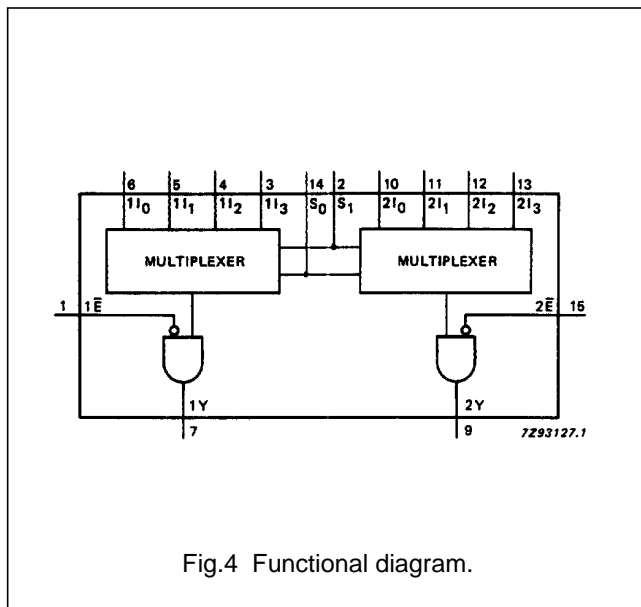 6 5 4 3 14 2 10 11 12 13
1I₀ 1I₁ 1I₂ 1I₃ S₀ S₁ 2I₀ 2I₁ 2I₂ 2I₃
MULTIPLEXER MULTIPLEXER
1 1E̅ 2E̅ 15
1Y 2Y
7 9 7Z93127.1
Fig.4 Functional diagram.